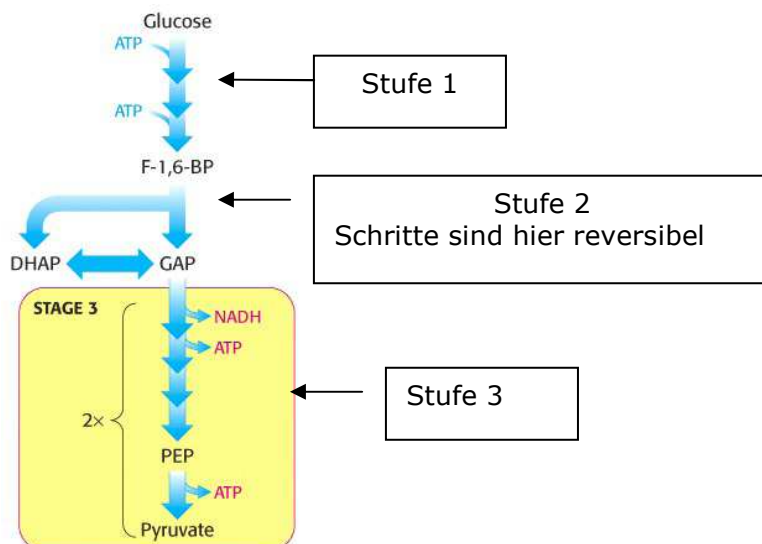 Glucose
ATP
Stufe 1
ATP
F-1,6-BP
Stufe 2
Schritte sind hier reversibel
DHAP
GAP
STAGE 3
NADH
ATP
Stufe 3
2×
PEP
ATP
Pyruvate